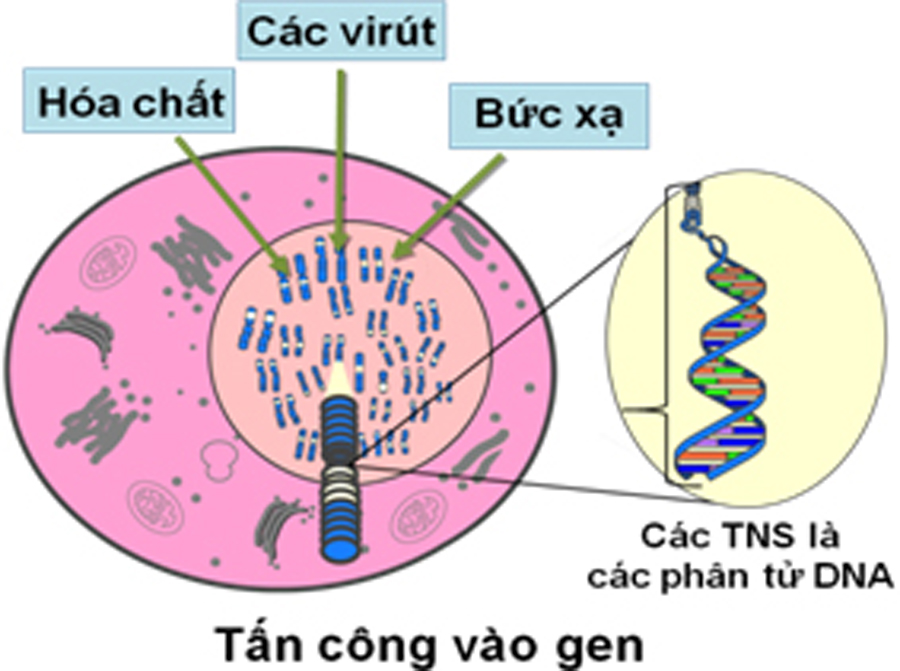 Các virút
Hóa chất
Bức xạ
Các TNS là
các phân tử DNA
Tấn công vào gen